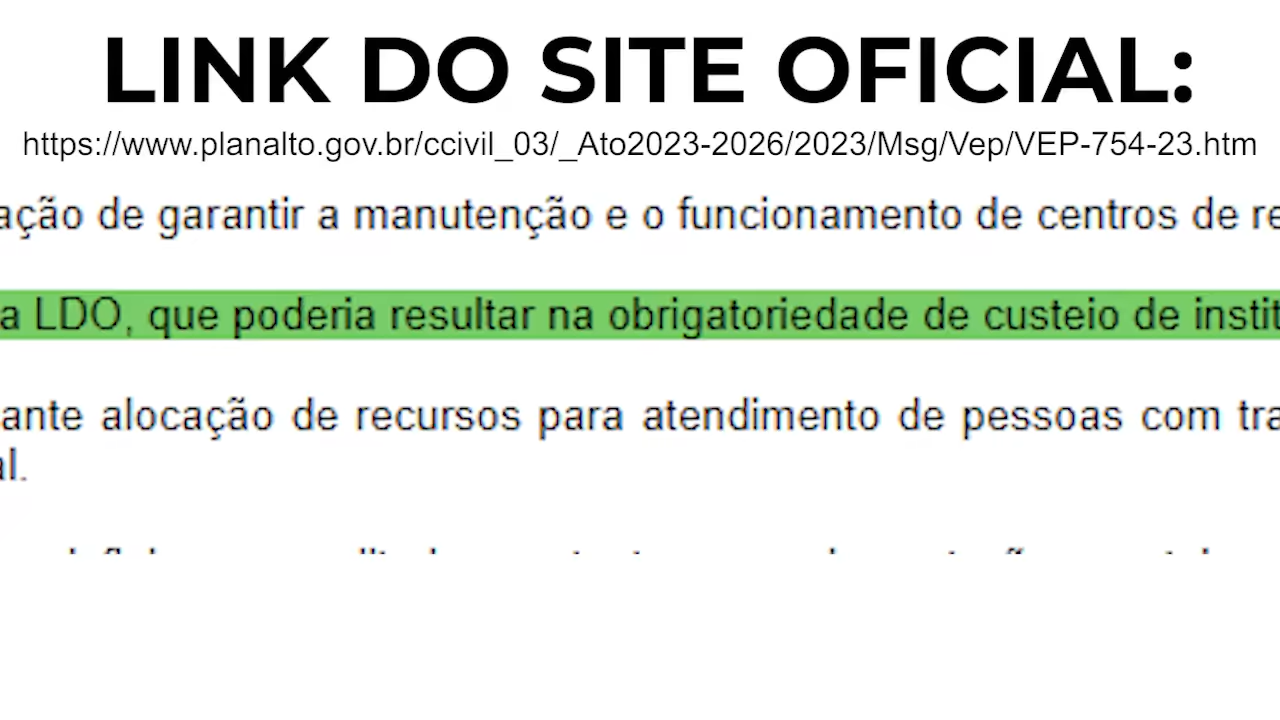 LINK DO SITE OFICIAL:
https://www.planalto.gov.br/ccivil_03/_Ato2023-2026/2023/Msg/Vep/VEP-754-23.htm
ação de garantir a manutenção e o funcionamento de centros de re
a LDO, que poderia resultar na obrigatoriedade de custeio de instit
ante alocação de recursos para atendimento de pessoas com tra
al.